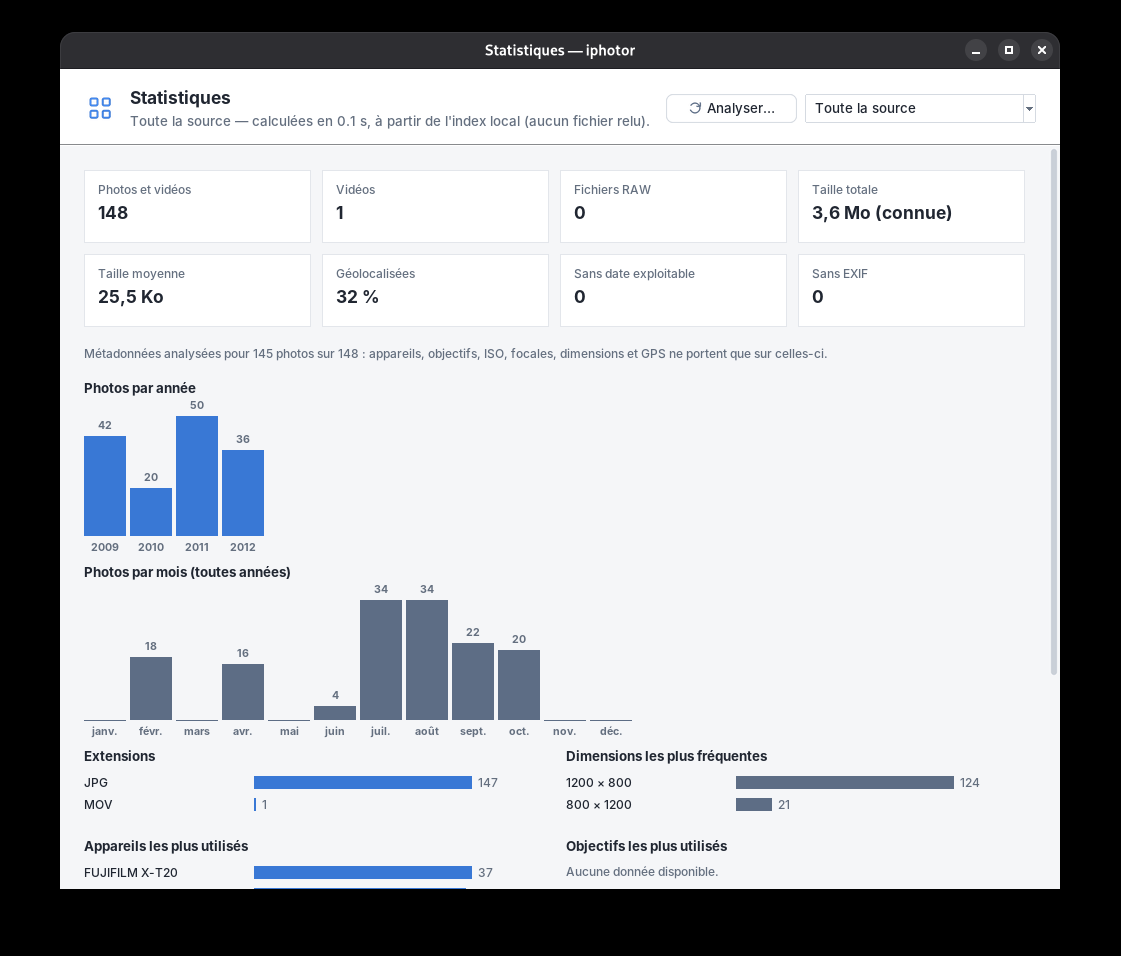 Statistiques — iphotor
Statistiques
Toute la source — calculées en 0.1 s, à partir de l'index local (aucun fichier relu).
Analyser...
Toute la source
Photos et vidéos
148
Vidéos
1
Fichiers RAW
0
Taille totale
3,6 Mo (connue)
Taille moyenne
25,5 Ko
Géolocalisées
32 %
Sans date exploitable
0
Sans EXIF
0
Métadonnées analysées pour 145 photos sur 148 : appareils, objectifs, ISO, focales, dimensions et GPS ne portent que sur celles-ci.
Photos par année
42 20 50 36
2009 2010 2011 2012
Photos par mois (toutes années)
18 16 4 34 34 22 20
janv. févr. mars avr. mai juin juil. août sept. oct. nov. déc.
Extensions
JPG 147
MOV 1
Dimensions les plus fréquentes
1200 × 800 124
800 × 1200 21
Appareils les plus utilisés
FUJIFILM X-T20 37
Objectifs les plus utilisés
Aucune donnée disponible.